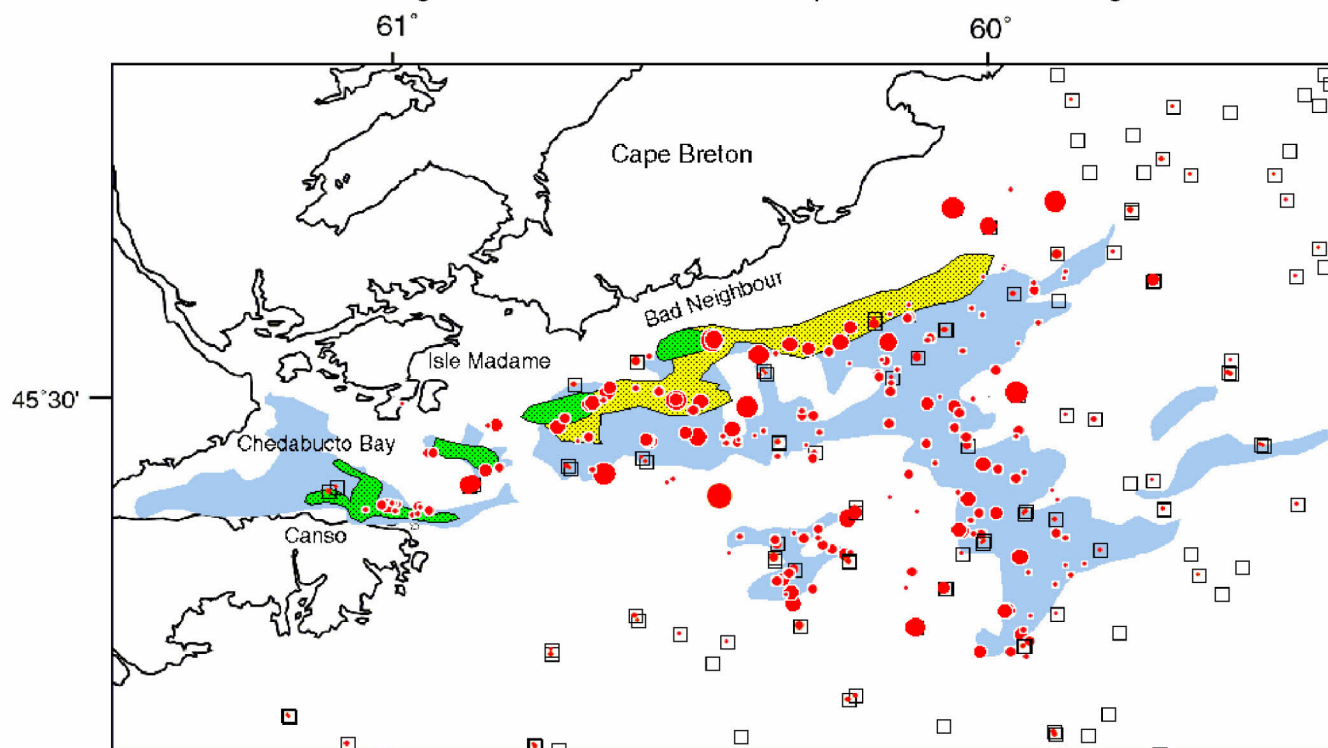 61°
60°
Cape Breton
Bad Neighbour
Isle Madame
45°30'
Chedabucto Bay
Canso